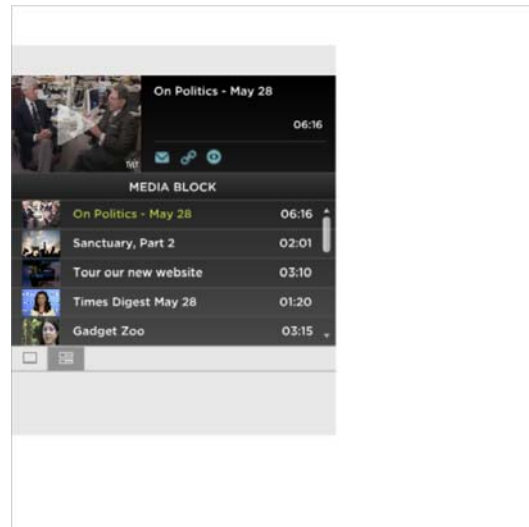 On Politics - May 28
06:16
MEDIA BLOCK
On Politics - May 28 06:16
Sanctuary, Part 2 02:01
Tour our new website 03:10
Times Digest May 28 01:20
Gadget Zoo 03:15